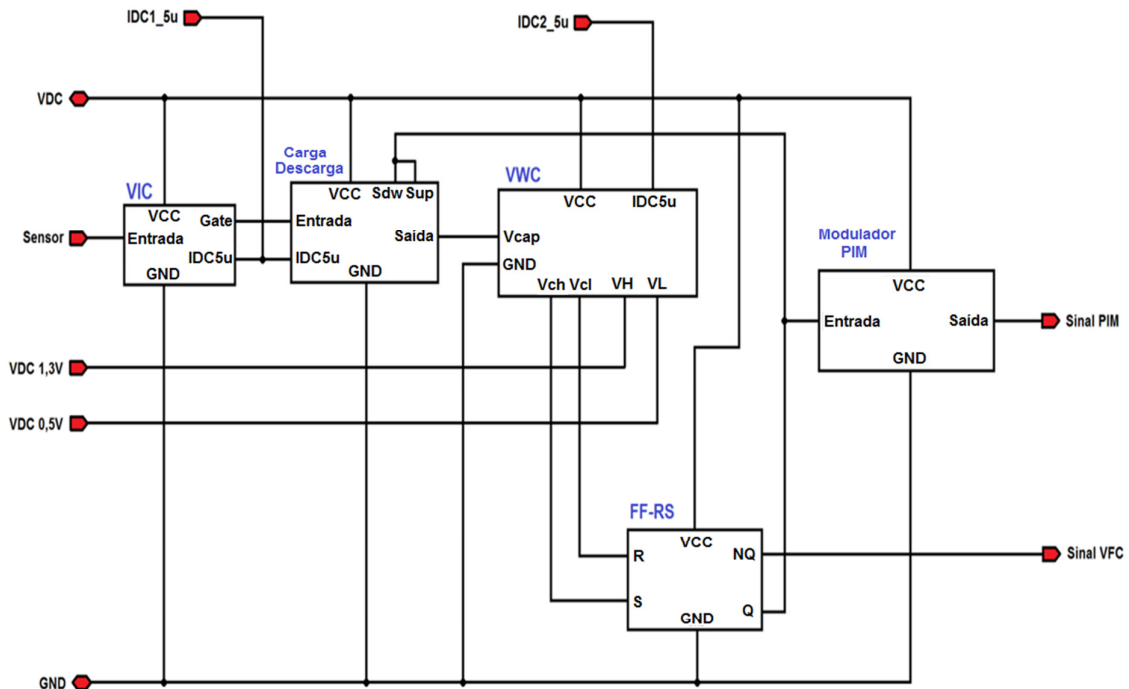 IDC1_5u
IDC2_5u
VDC
Carga
Descarga
VIC
VWC
VCC
Sdw Sup
VCC
IDC5u
VCC
Gate
Entrada
Sensor
Entrada
Saída
Vcap
Modulador
PIM
IDC5u
IDC5u
GND
GND
GND
Vch Vcl VH VL
VCC
Entrada
Saída
Sinal PIM
GND
VDC 1,3V
VDC 0,5V
FF-RS
VCC
R
NQ
Sinal VFC
S
Q
GND
GND